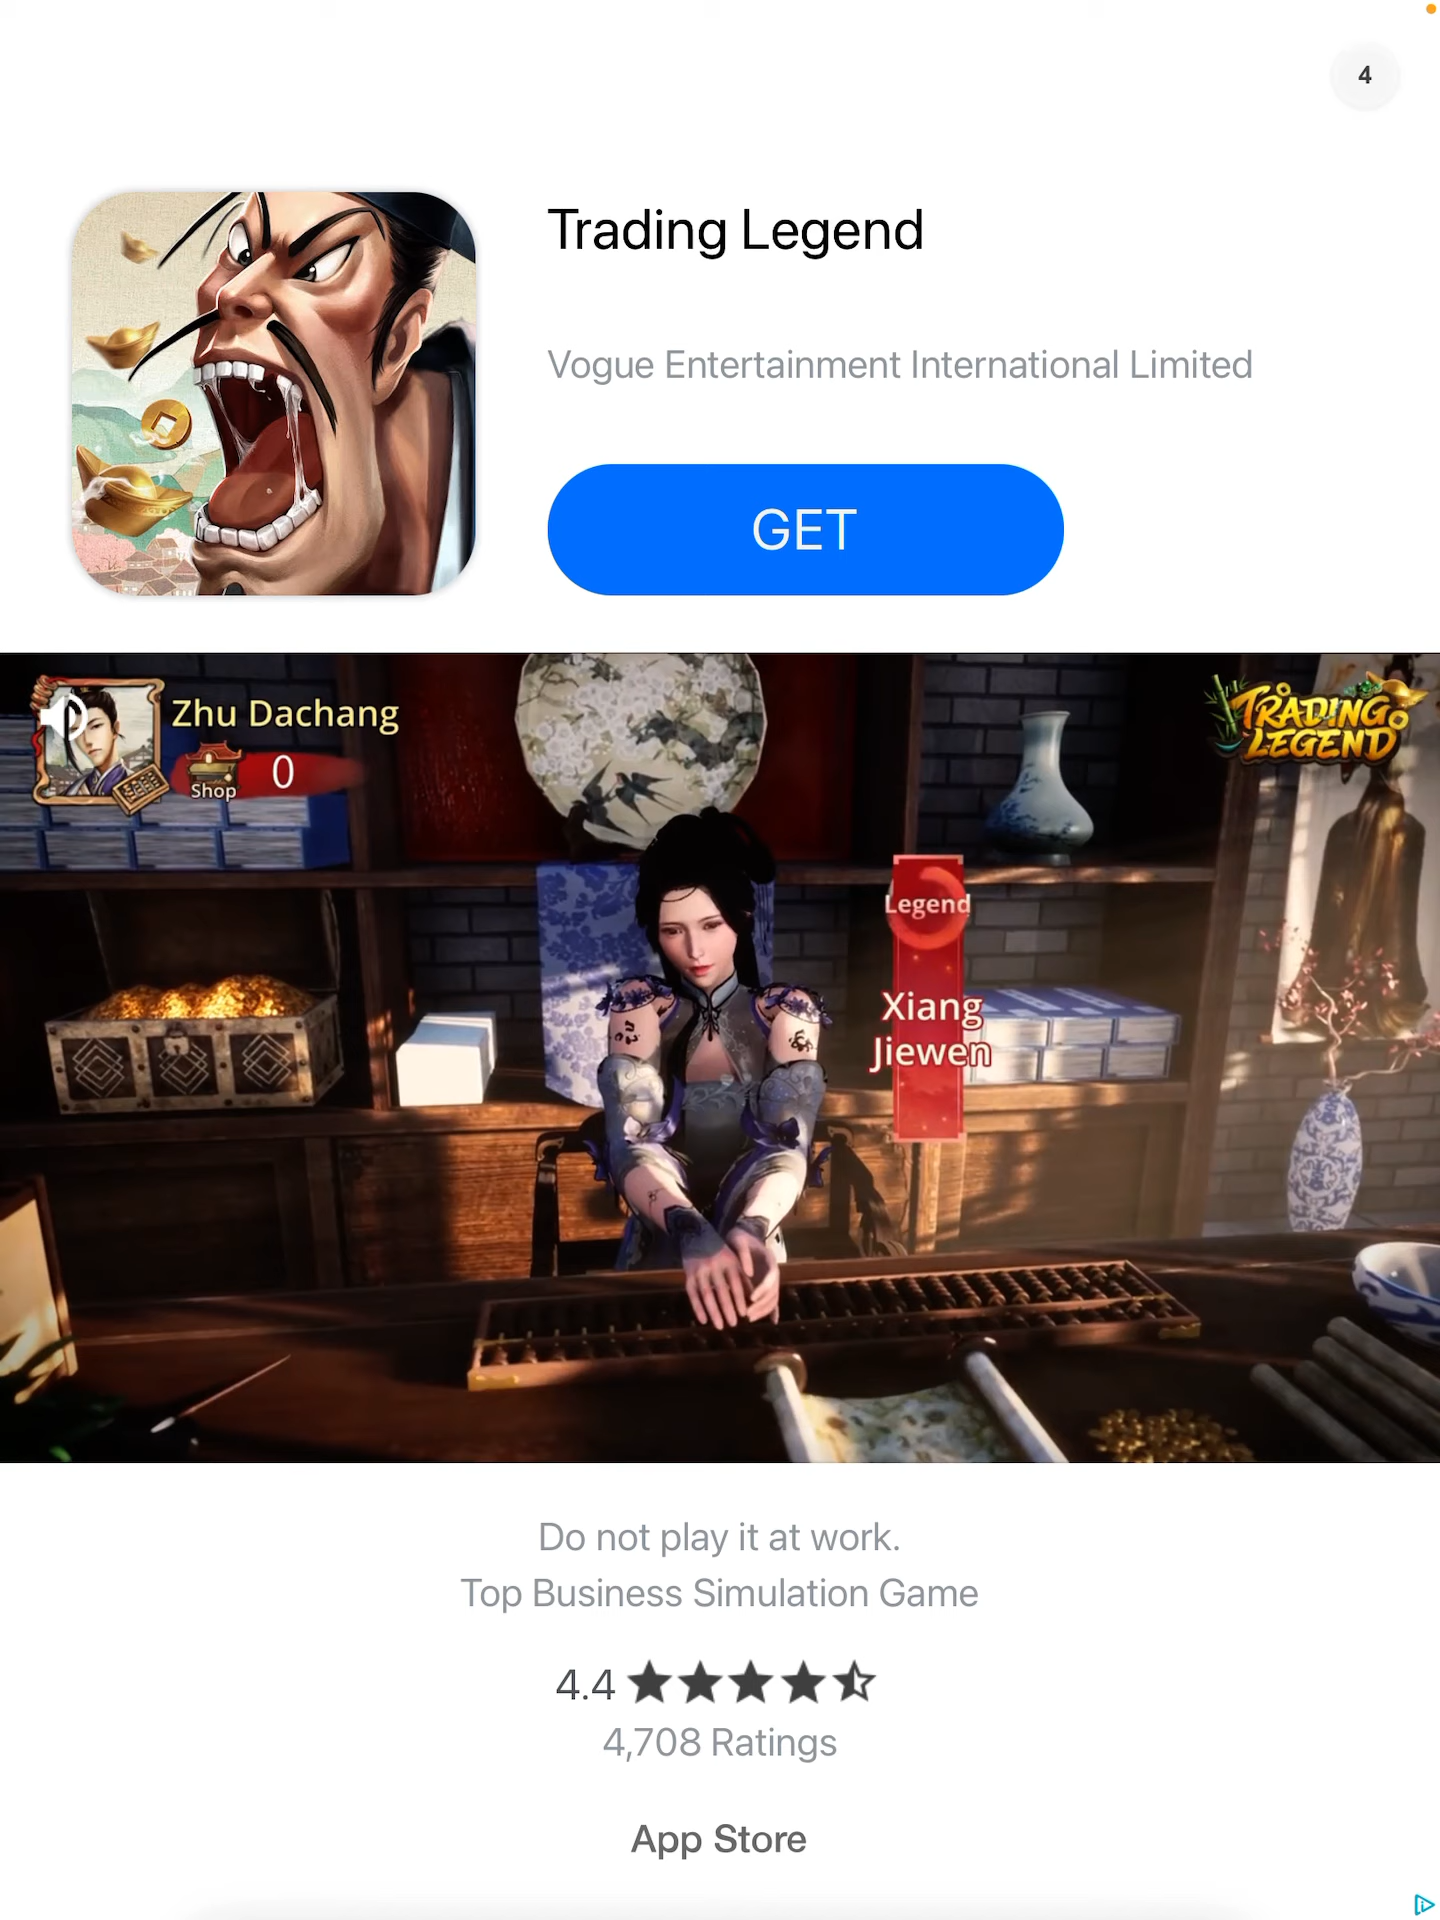 4
Trading Legend
Vogue Entertainment International Limited
GET
Zhu Dachang
Shop 0
TRADING
LEGEND
Legend
Xiang
Jiewen
Do not play it at work.
Top Business Simulation Game
4.4
4,708 Ratings
App Store